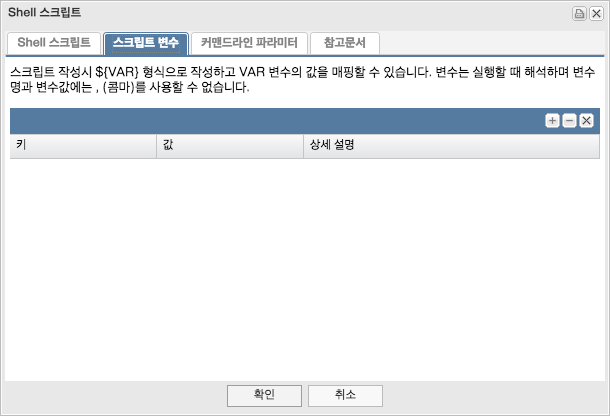 Shell 스크립트
Shell 스크립트 스크립트 변수 커맨드라인 파라미터 참고문서
스크립트 작성시 ${VAR} 형식으로 작성하고 VAR 변수의 값을 매핑할 수 있습니다. 변수는 실행할 때 해석하며 변수
명과 변수값에는 , (콤마)를 사용할 수 없습니다.
키 값 상세 설명
확인 취소